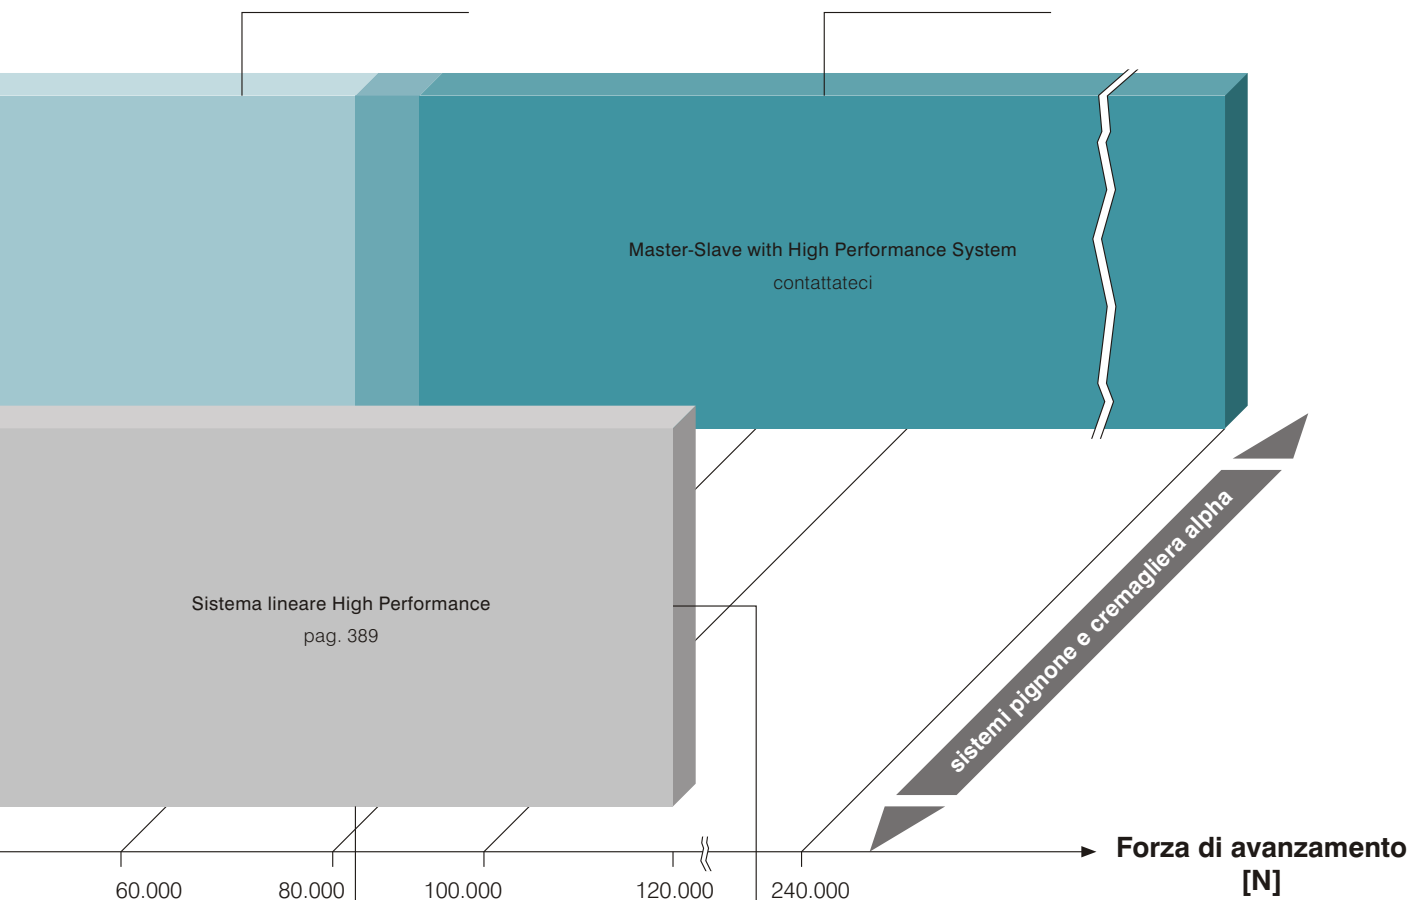 Master-Slave with High Performance System
contattateci
Sistema lineare High Performance
pag. 389
sistemi pignone e cremagliera alpha
Forza di avanzamento
[N]
60.000
80.000
100.000
120.000
240.000